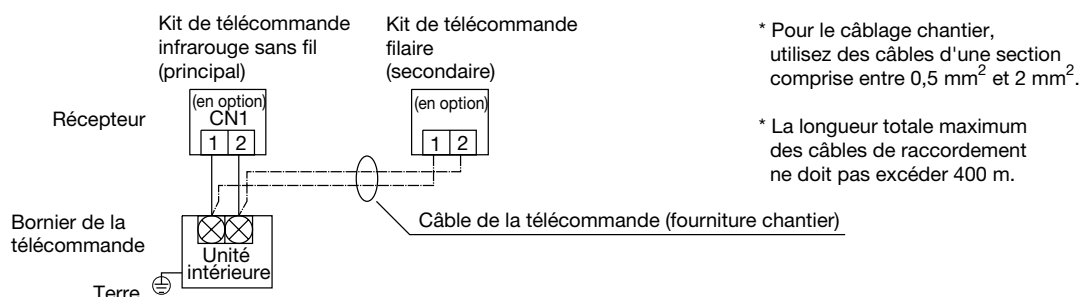 Kit de télécommande
infrarouge sans fil
(principal)
Kit de télécommande
filaire
(secondaire)
* Pour le câblage chantier,
utilisez des câbles d'une section
comprise entre 0,5 mm² et 2 mm².
* La longueur totale maximum
des câbles de raccordement
ne doit pas excéder 400 m.
Récepteur
(en option)
CN1
1 2
(en option)
1 2
Câble de la télécommande (fourniture chantier)
Bornier de la
télécommande
Unité
intérieure
Terre